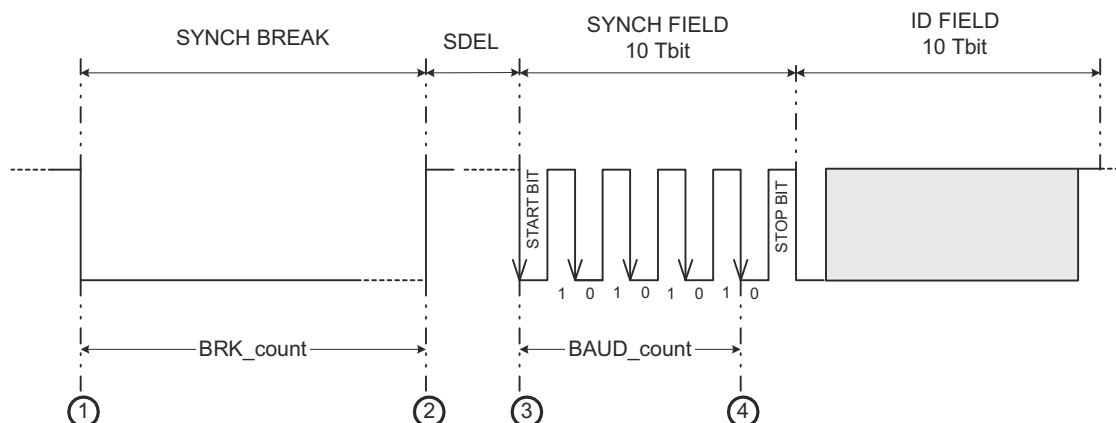 SYNCH BREAK
SDEL
SYNCH FIELD
10 Tbit
ID FIELD
10 Tbit
START BIT
STOP BIT
1 0 1 0 1 0 1 0
BRK_count
BAUD_count
1
2
3
4